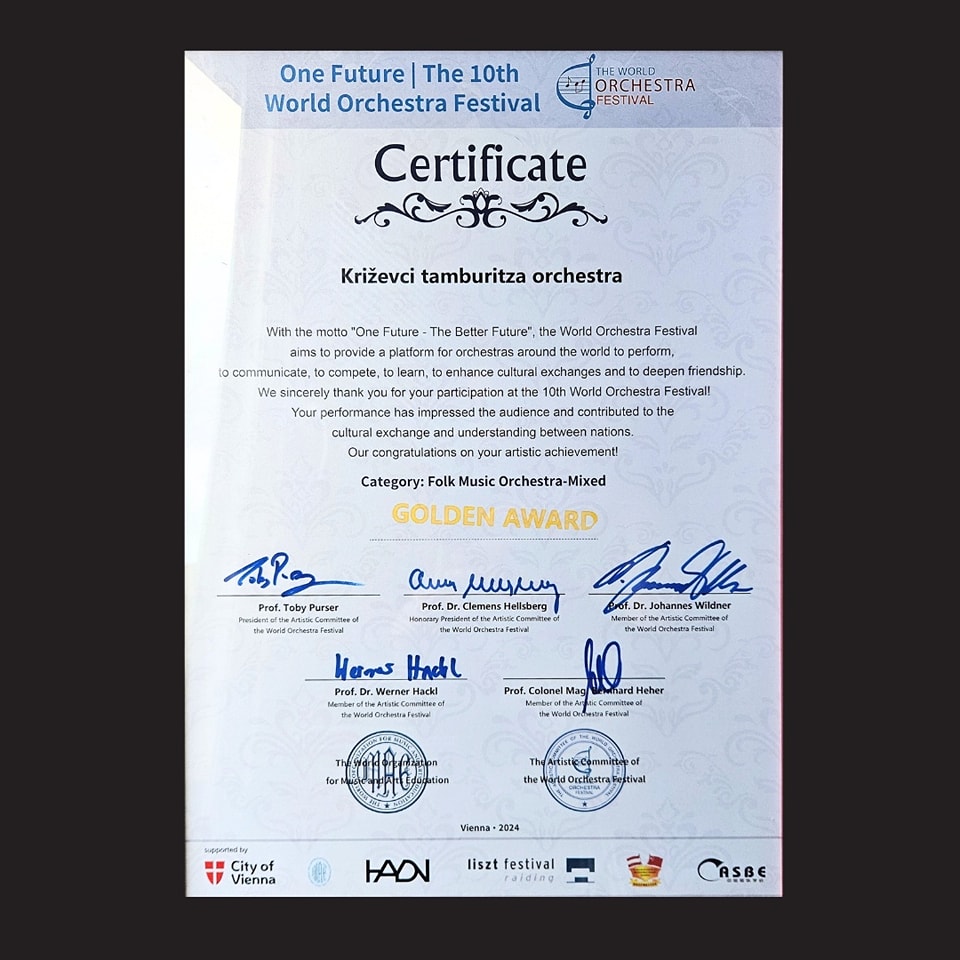 One Future | The 10th
World Orchestra Festival
THE WORLD
ORCHESTRA
FESTIVAL
Certificate
Križevci tamburitza orchestra
With the motto "One Future - The Better Future", the World Orchestra Festival
aims to provide a platform for orchestras around the world to perform,
to communicate, to compete, to learn, to enhance cultural exchanges and to deepen friendship.
We sincerely thank you for your participation at the 10th World Orchestra Festival!
Your performance has impressed the audience and contributed to the
cultural exchange and understanding between nations.
Our congratulations on your artistic achievement!
Category: Folk Music Orchestra-Mixed
GOLDEN AWARD
Prof. Toby Purser
President of the Artistic Committee of
the World Orchestra Festival
Prof. Dr. Clemens Hellsberg
Honorary President of the Artistic Committee of
the World Orchestra Festival
Prof. Dr. Johannes Wildner
Member of the Artistic Committee of
the World Orchestra Festival
Werner Hackl
Prof. Dr. Werner Hackl
Member of the Artistic Committee of
the World Orchestra Festival
Prof. Colonel Mag. Bernhard Heher
Member of the Artistic Committee of
the World Orchestra Festival
The World Organization
for Music and Arts Education
The Artistic Committee of
the World Orchestra Festival
ORCHESTRA
FESTIVAL
Vienna • 2024
supported by
City of
Vienna
HAON
liszt festival
raiding
ASBE